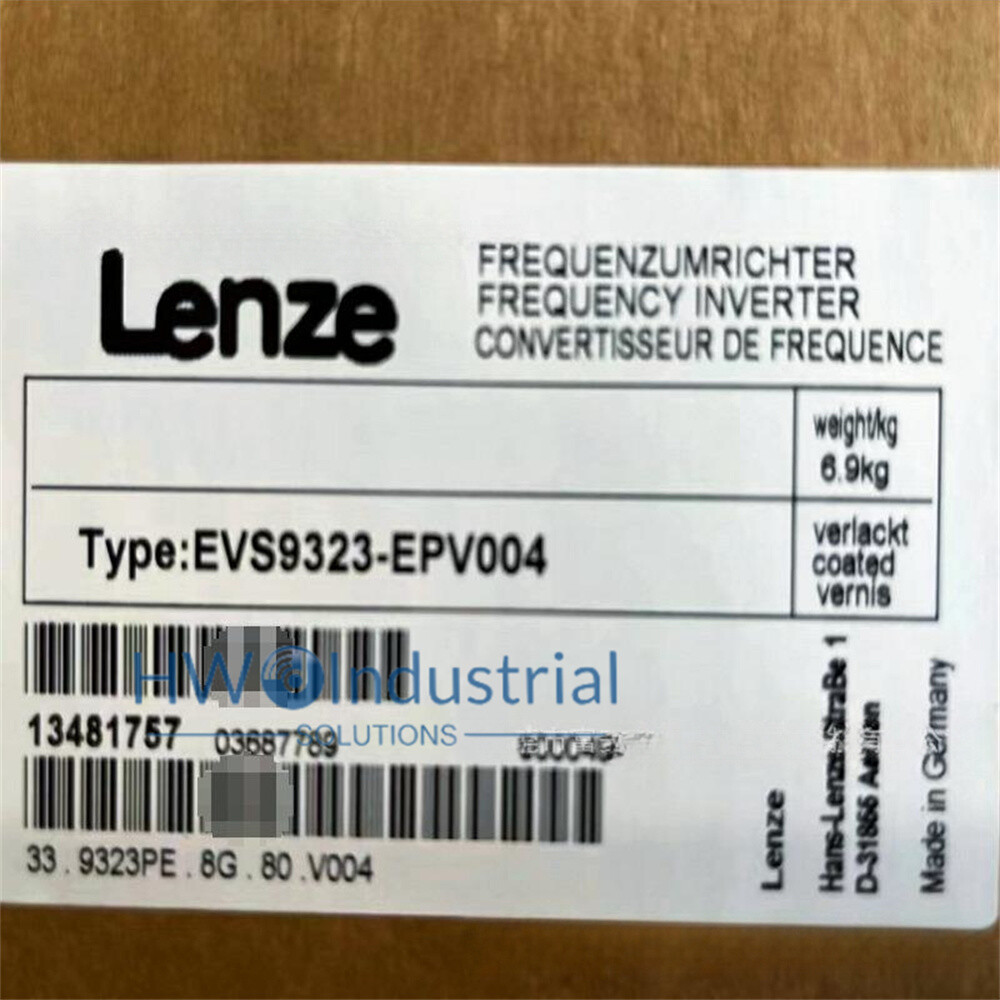 Lenze
FREQUENZUMRICHTER
FREQUENCY INVERTER
CONVERTISSEUR DE FREQUENCE
weight/kg
6.9kg
Type:EVS9323-EPV004
verlackt
coated
vernis
HW Industrial
SOLUTIONS
13481757
03687789
33.9323PE.8G.80.V004
Lenze
Hans-Lenze-Straße 1
D-31855 Aerzen
Made in Germany